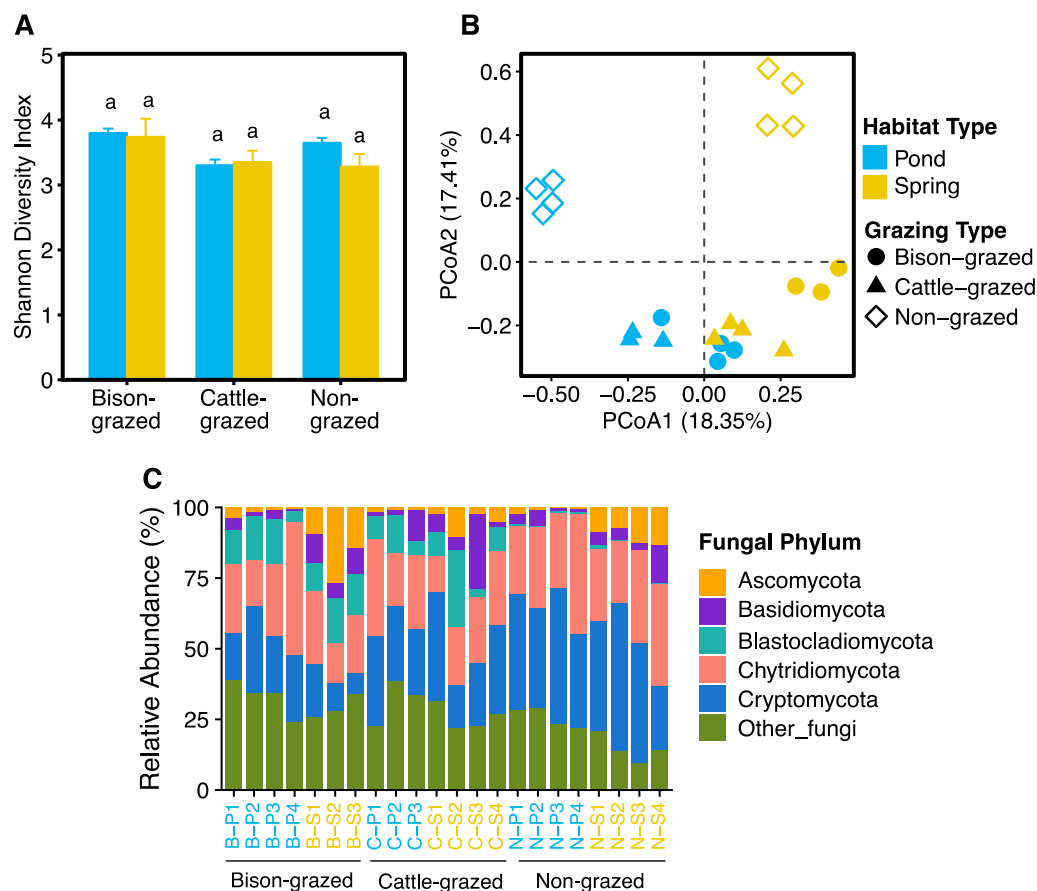 A
Shannon Diversity Index
5
4
3
2
1
0
a a a a a a
Bison-
grazed
Cattle-
grazed
Non-
grazed
B
PCoA2 (17.41%)
0.6
0.4
0.2
0.0
−0.2
−0.50 −0.25 0.00 0.25
PCoA1 (18.35%)
Habitat Type
Pond
Spring
Grazing Type
Bison−grazed
Cattle−grazed
Non−grazed
C
Relative Abundance (%)
100
75
50
25
0
B−P1 B−P2 B−P3 B−P4 B−S1 B−S2 B−S3 C−P1 C−P2 C−P3 C−S1 C−S2 C−S3 C−S4 N−P1 N−P2 N−P3 N−P4 N−S1 N−S2 N−S3 N−S4
Bison-grazed Cattle-grazed Non-grazed
Fungal Phylum
Ascomycota
Basidiomycota
Blastocladiomycota
Chytridiomycota
Cryptomycota
Other_fungi